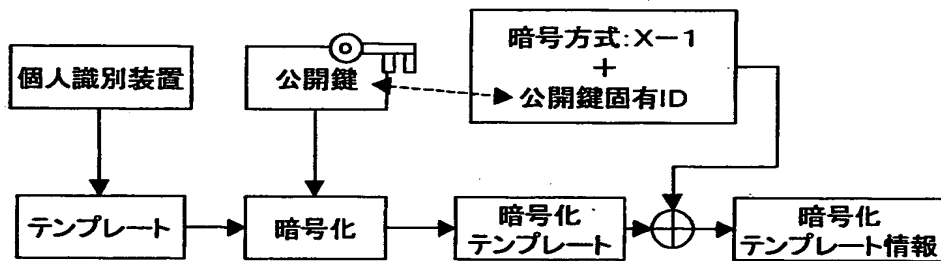 個人識別装置
公開鍵
暗号方式:X－1
+
公開鍵固有ID
テンプレート
暗号化
暗号化
テンプレート
暗号化
テンプレート情報